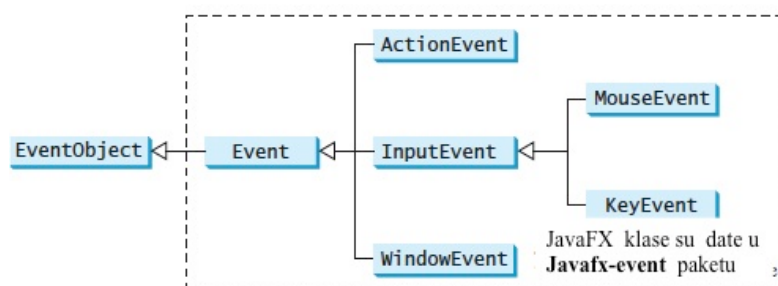 ActionEvent
MouseEvent
EventObject
Event
InputEvent
KeyEvent
WindowEvent
JavaFX klase su date u
Javafx-event paketu